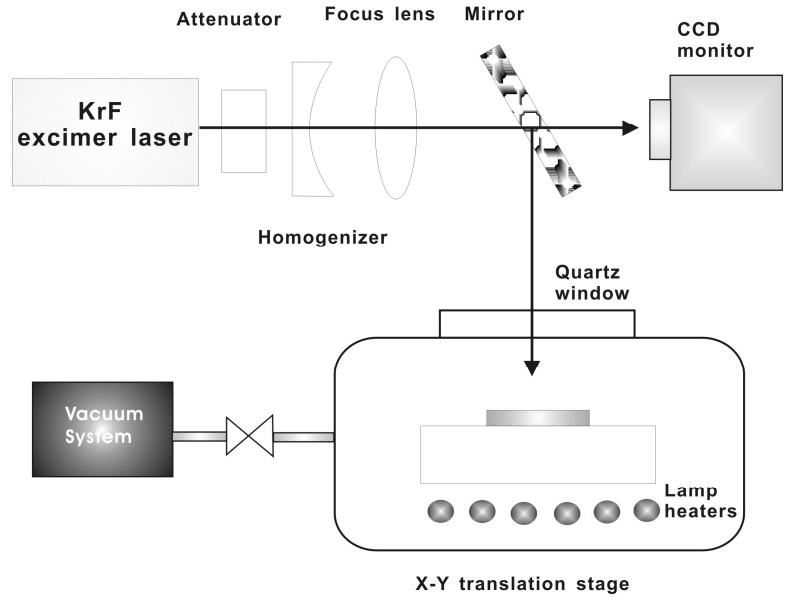 Attenuator
Focus lens
Mirror
CCD
monitor
KrF
excimer laser
Homogenizer
Quartz
window
Vacuum
System
Lamp
heaters
X-Y translation stage